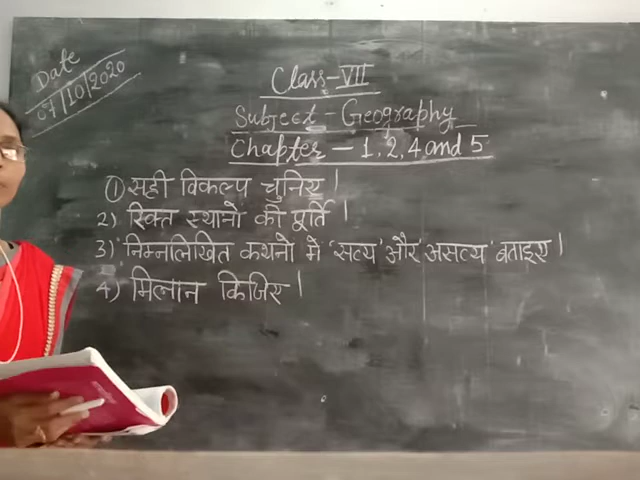 Date
07/10/2020
Class-VII
Subject - Geography
Chapter - 1, 2, 4 and 5
① सही विकल्प चुनिए।
2) रिक्त स्थानो की पूर्ति।
3) निम्नलिखित कथनो में 'सत्य' और 'असत्य' बताइए।
4) मिलान किजिए।